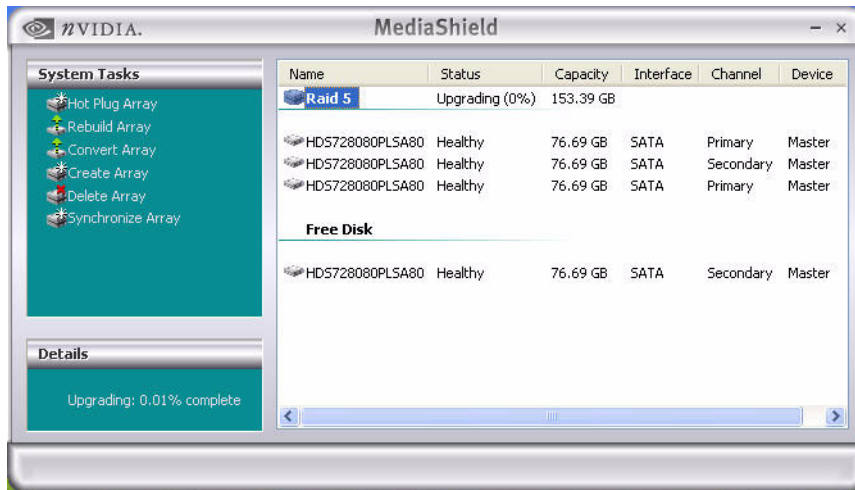 nVIDIA. MediaShield
System Tasks
Hot Plug Array
Rebuild Array
Convert Array
Create Array
Delete Array
Synchronize Array
Details
Upgrading: 0.01% complete
Name Status Capacity Interface Channel Device
Raid 5 Upgrading (0%) 153.39 GB
HDS728080PLSA80 Healthy 76.69 GB SATA Primary Master
HDS728080PLSA80 Healthy 76.69 GB SATA Secondary Master
HDS728080PLSA80 Healthy 76.69 GB SATA Primary Master
Free Disk
HDS728080PLSA80 Healthy 76.69 GB SATA Secondary Master